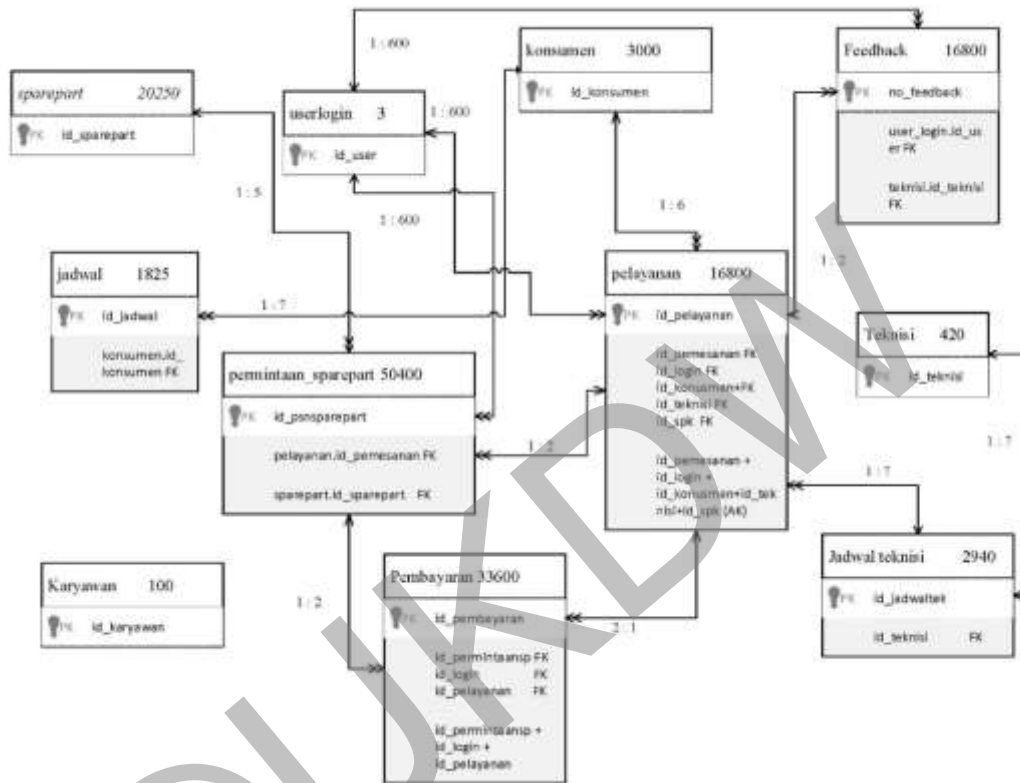 1 : 600
konsumen 3000
PK id_konsumen
Feedback 16800
PK no_feedback
user_login.id_us
er FK
teknisi.id_teknisi
FK
sparepart 20250
PK id_sparepart
userlogin 3
PK id_user
1 : 600
1 : 5
1 : 600
1 : 6
1 : 2
jadwal 1825
PK id_jadwal
konsumen.id_
konsumen FK
1 : 7
pelayanan 16800
PK id_pelayanan
id_pemesanan FK
id_login FK
id_konusmen+FK
id_teknisi FK
id_spk FK
id_pemesanan +
id_login +
id_konusmen+id_tek
nisi+id_spk (AK)
Teknisi 420
PK id_teknisi
1 : 7
permintaan_sparepart 50400
PK id_psnsparepart
pelayanan.id_pemesanan FK
sparepart.id_sparepart FK
1 : 2
1 : 7
Karyawan 100
PK id_karyawan
1 : 2
Pembayaran 33600
PK id_pembayaran
id_permintaansp FK
id_login FK
id_pelayanan FK
id_permintaansp +
id_login +
id_pelayanan
2 : 1
Jadwal teknisi 2940
PK id_jadwaltek
id_teknisi FK
UKDW